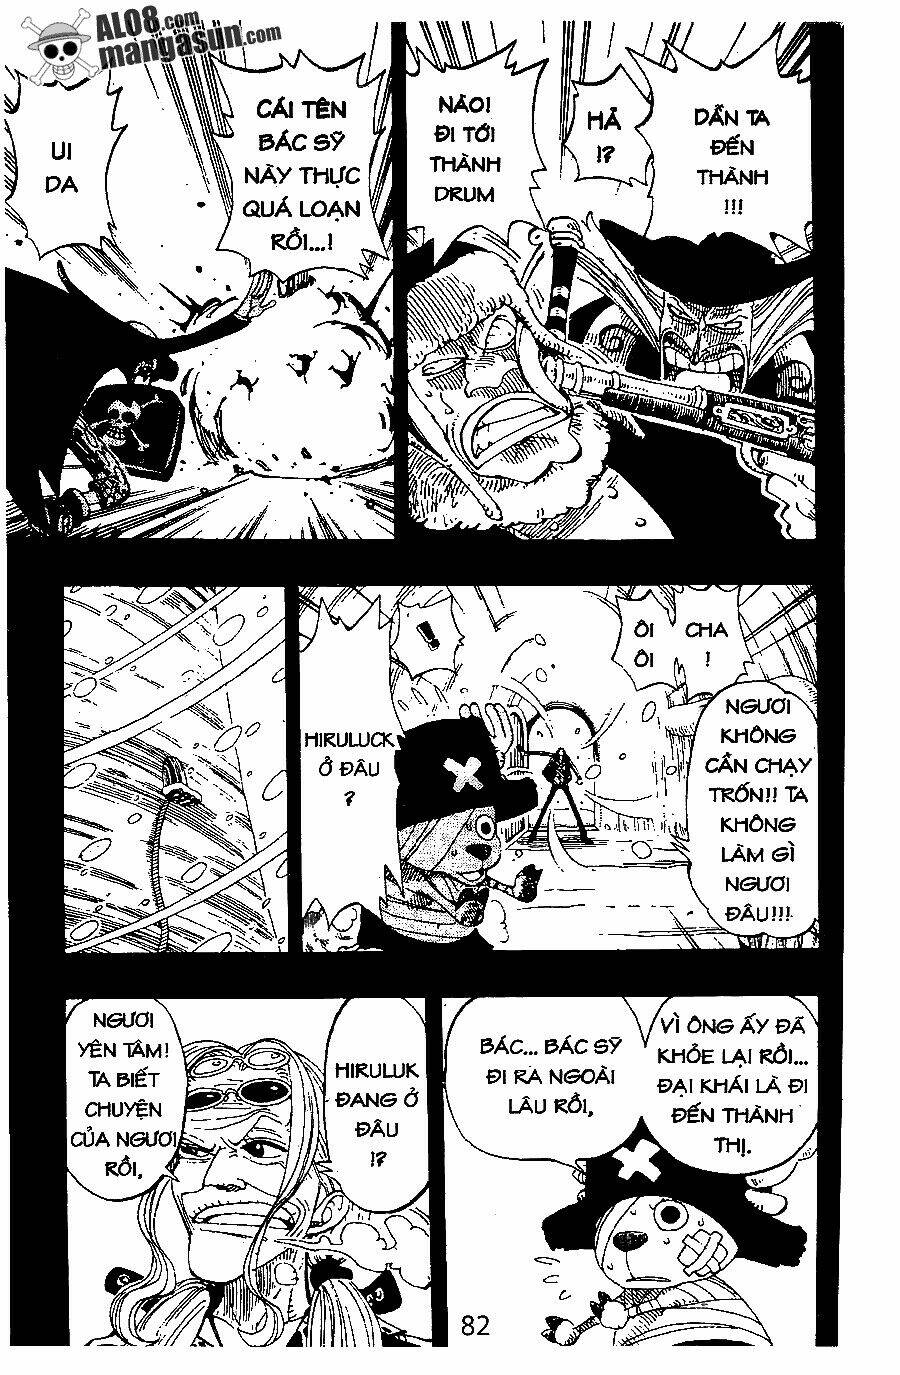 AL08.com
mangasun.com
DẪN TA
ĐẾN
THÀNH
!!!
HẢ
!?
NÀO!
ĐI TỚI
THÀNH
DRUM
CÁI TÊN
BÁC SỸ
NÀY THỰC
QUÁ LOẠN
RỒI...!
UI
DA
CHA
!
ÔI
ÔI
NGƯƠI
KHÔNG
CẦN CHẠY
TRỐN!! TA
KHÔNG
LÀM GÌ
NGƯƠI
ĐÂU!!!
!
HIRULUCK
Ở ĐÂU
?
VÌ ÔNG ẤY ĐÃ
KHỎE LẠI RỒI...
ĐẠI KHÁI LÀ ĐI
ĐẾN THÀNH
THỊ.
BÁC... BÁC SỸ
ĐI RA NGOÀI
LÂU RỒI,
HIRULUK
ĐANG Ở
ĐÂU
!?
NGƯƠI
YÊN TÂM!
TA BIẾT
CHUYỆN
CỦA NGƯƠI
RỒI,
82